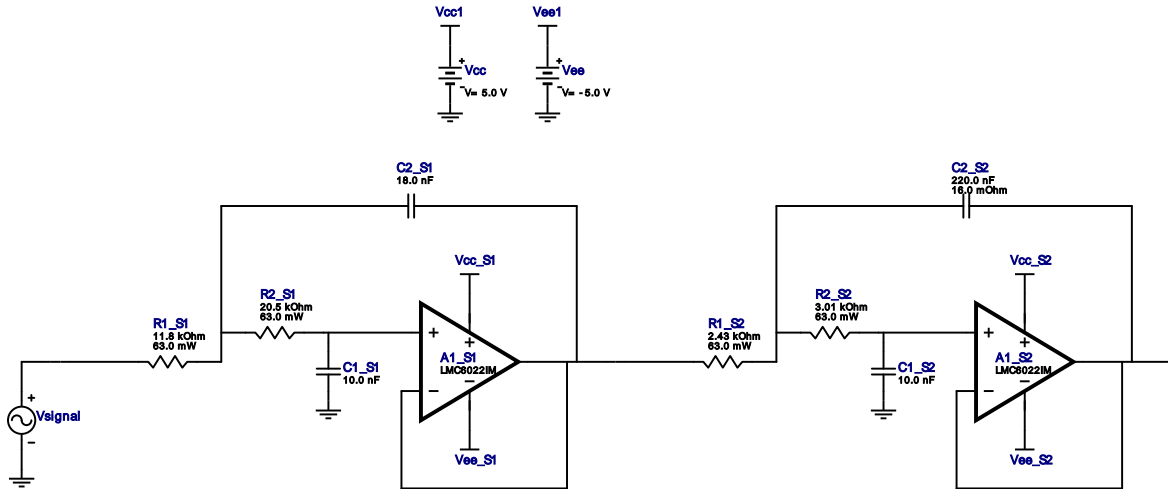 Vcc1
Vee1
+
Vcc
-
V= 5.0 V
+
Vee
-
V= -5.0 V
C2_S1
18.0 nF
C2_S2
220.0 nF
16.0 mOhm
Vcc_S1
Vcc_S2
R2_S1
20.5 kOhm
63.0 mW
R2_S2
3.01 kOhm
63.0 mW
R1_S1
11.8 kOhm
63.0 mW
+
+
R1_S2
2.43 kOhm
63.0 mW
+
+
C1_S1
10.0 nF
A1_S1
LMC6022IM
-
-
C1_S2
10.0 nF
A1_S2
LMC6022IM
-
-
+
Vsignal
-
Vee_S1
Vee_S2